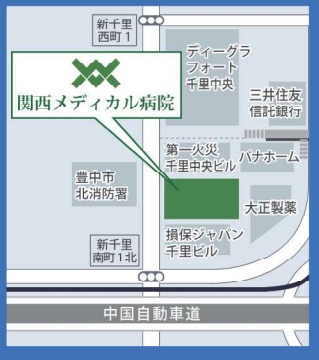 新千里
西町1
ディーグラ
フォート
千里中央
関西メディカル病院
三井住友
信託銀行
第一火災
千里中央ビル
パナホーム
豊中市
北消防署
大正製薬
損保ジャパン
千里ビル
新千里
南町1北
中国自動車道